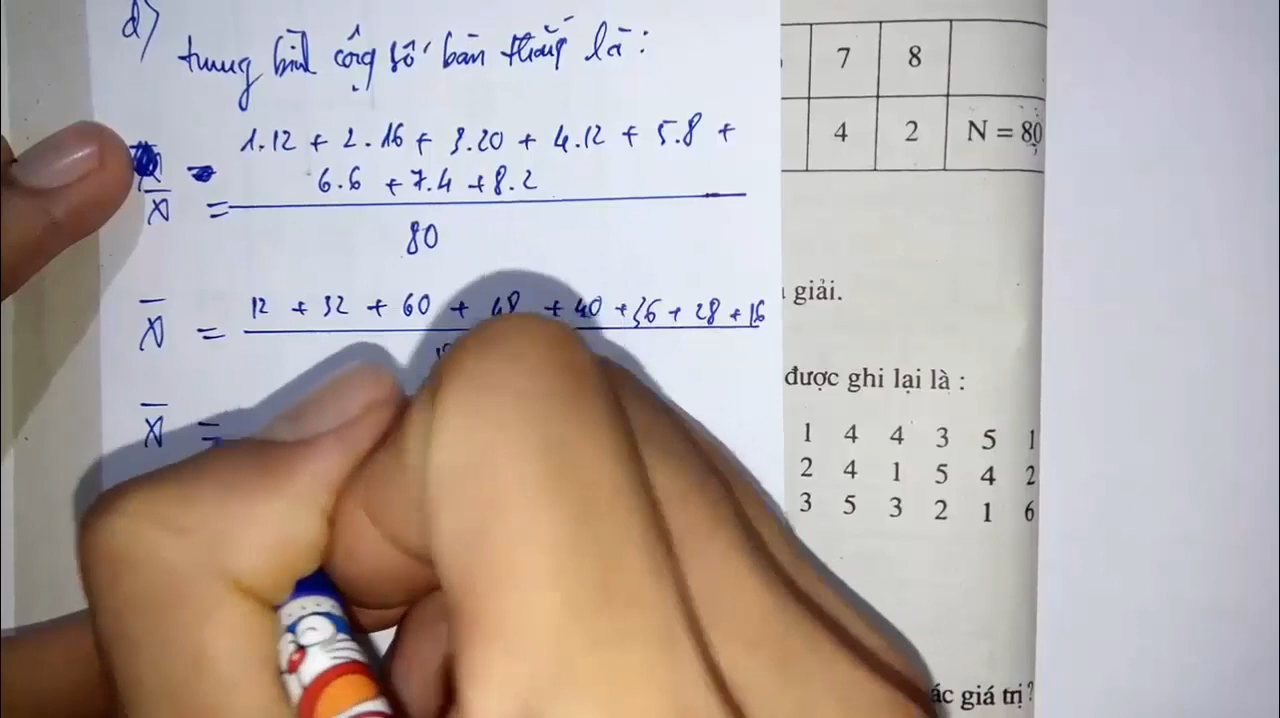 d)
trung bình cộng số bàn thắng là:
1.12 + 2.16 + 3.20 + 4.12 + 5.8 +
6.6 + 7.4 + 8.2
X̄ =
80
X̄ = 12 + 32 + 60 + 48 + 40 + 36 + 28 + 16
X̄ =
7 8
4 2 N = 80
giải.
được ghi lại là :
1 4 4 3 5 1
2 4 1 5 4 2
3 5 3 2 1 6
ác giá trị?